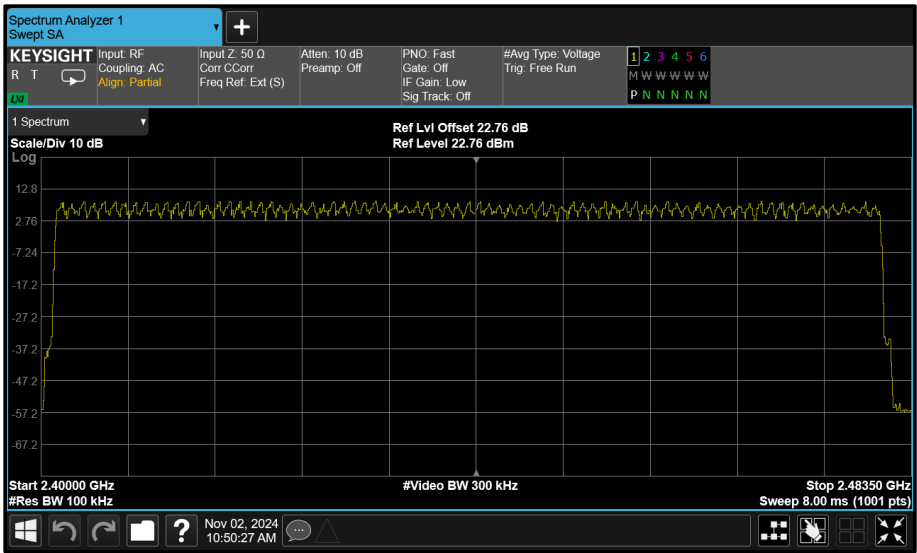 Spectrum Analyzer 1
Swept SA
+
KEYSIGHT
R T
LXI
Input: RF
Coupling: AC
Align: Partial
Input Z: 50 Ω
Corr CCorr
Freq Ref: Ext (S)
Atten: 10 dB
Preamp: Off
PNO: Fast
Gate: Off
IF Gain: Low
Sig Track: Off
#Avg Type: Voltage
Trig: Free Run
1 2 3 4 5 6
M W W W W W
P N N N N N
1 Spectrum
Scale/Div 10 dB
Ref Lvl Offset 22.76 dB
Ref Level 22.76 dBm
Log
12.8
2.76
-7.24
-17.2
-27.2
-37.2
-47.2
-57.2
-67.2
Start 2.40000 GHz
#Video BW 300 kHz
Stop 2.48350 GHz
#Res BW 100 kHz
Sweep 8.00 ms (1001 pts)
?
Nov 02, 2024
10:50:27 AM